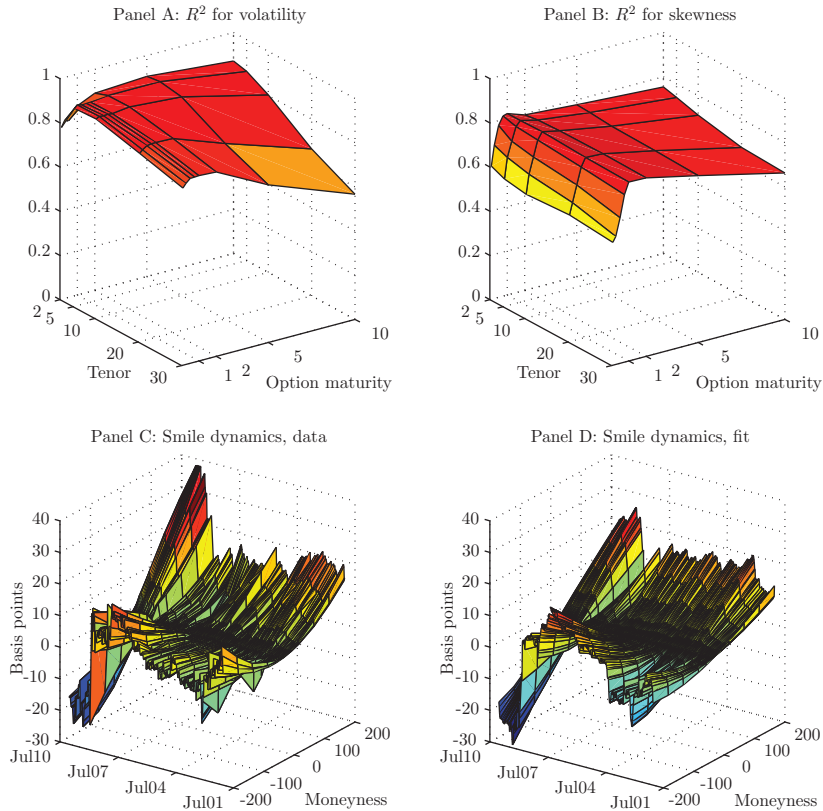 Panel A: R² for volatility
1
0.8
0.6
0.4
0.2
0
2
5
10
20
30
Tenor
1
2
5
10
Option maturity
Panel B: R² for skewness
1
0.8
0.6
0.4
0.2
0
2
5
10
20
30
Tenor
1
2
5
10
Option maturity
Panel C: Smile dynamics, data
40
30
20
10
0
-10
-20
-30
Basis points
Jul10
Jul07
Jul04
Jul01
-200
-100
0
100
200
Moneyness
Panel D: Smile dynamics, fit
40
30
20
10
0
-10
-20
-30
Basis points
Jul10
Jul07
Jul04
Jul01
-200
-100
0
100
200
Moneyness